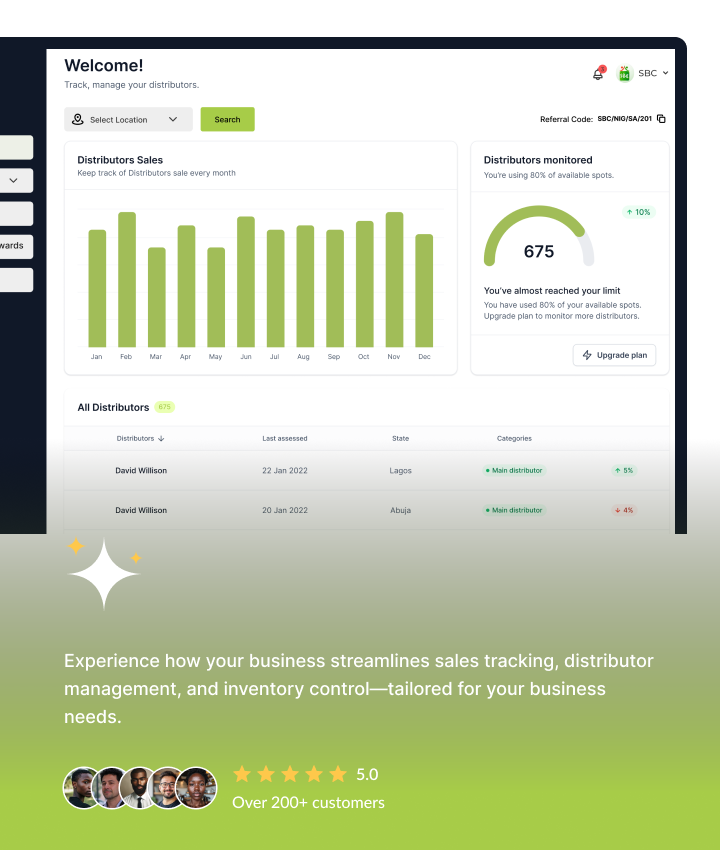 Welcome!
Track, manage your distributors.
SBC
Select Location
Search
Referral Code: SBC/NIG/SA/201
wards
Distributors Sales
Keep track of Distributors sale every month
Jan Feb Mar Apr May Jun Jul Aug Sep Oct Nov Dec
Distributors monitored
You're using 80% of available spots.
10%
675
You've almost reached your limit
You have used 80% of your available spots.
Upgrade plan to monitor more distributors.
Upgrade plan
All Distributors 675
Distributors Last assessed State Categories
David Willison 22 Jan 2022 Lagos Main distributor 5%
David Willison 20 Jan 2022 Abuja Main distributor 4%
Experience how your business streamlines sales tracking, distributor
management, and inventory control—tailored for your business
needs.
5.0
Over 200+ customers